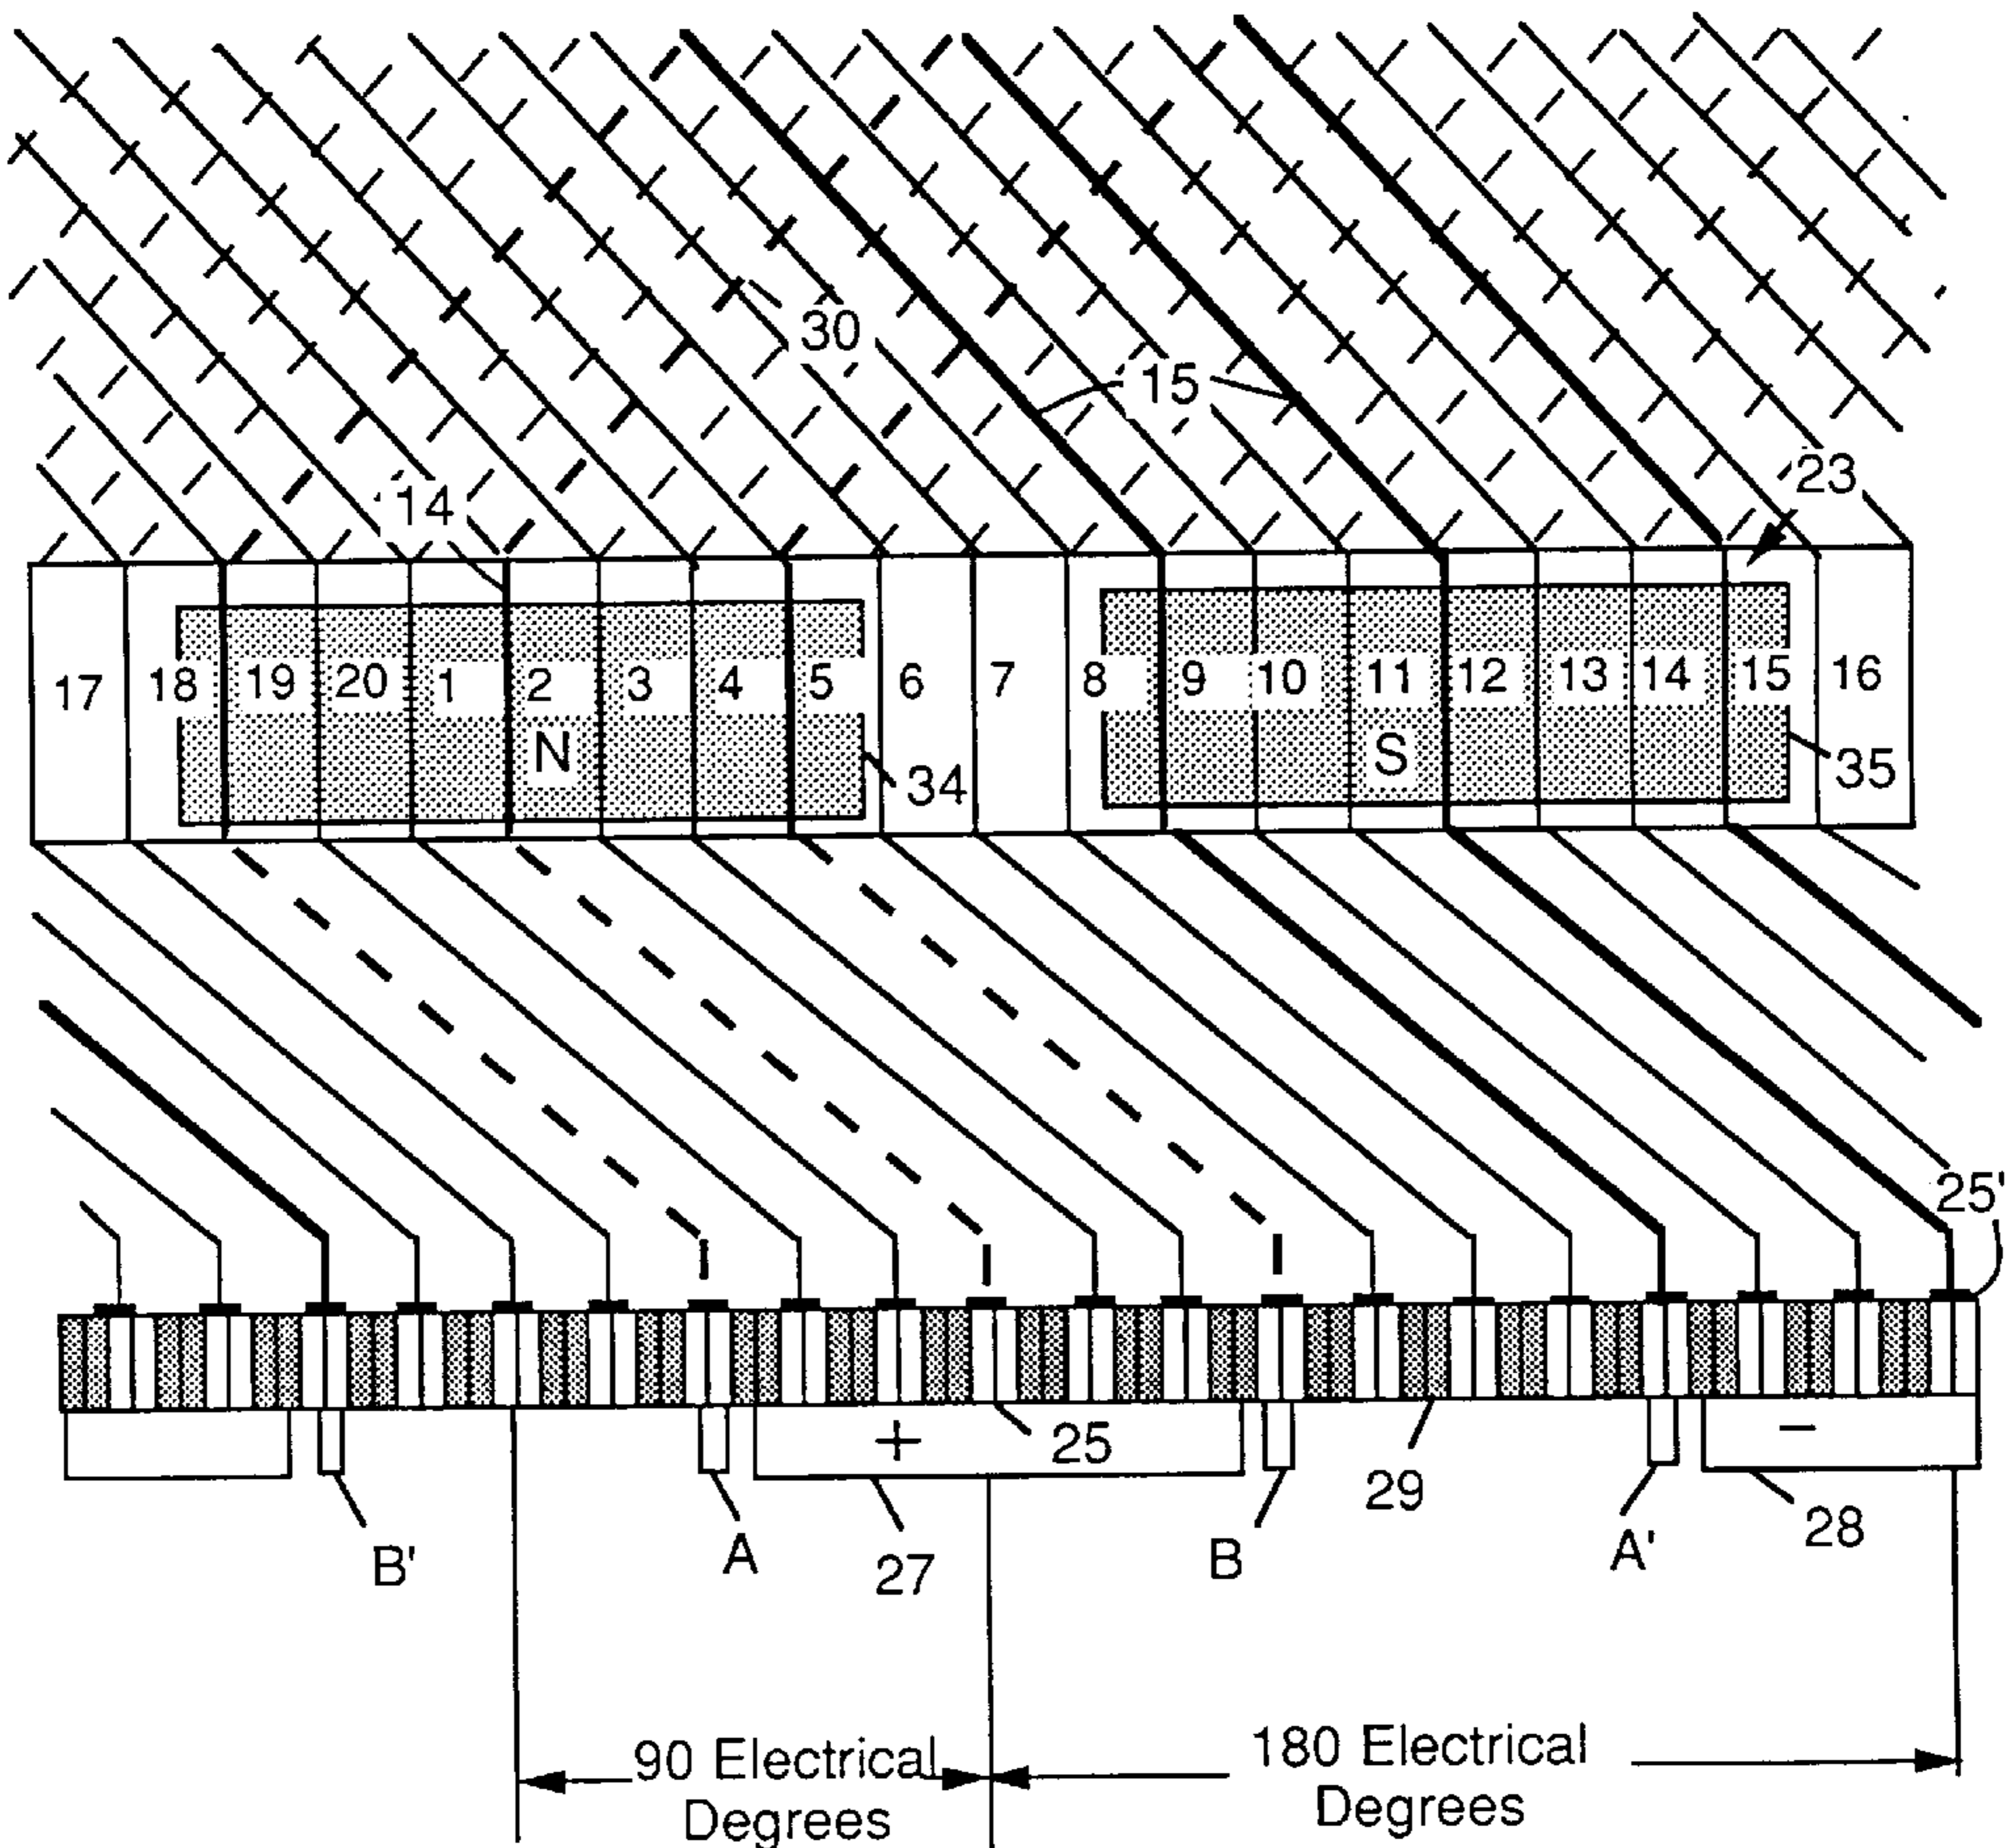 30
15
23
14
17 18 19 20 1 2 3 4 5 6 7 8 9 10 11 12 13 14 15 16
N
S
34
35
25'
+
25
−
29
B'
A
27
B
A'
28
90 Electrical
Degrees
180 Electrical
Degrees